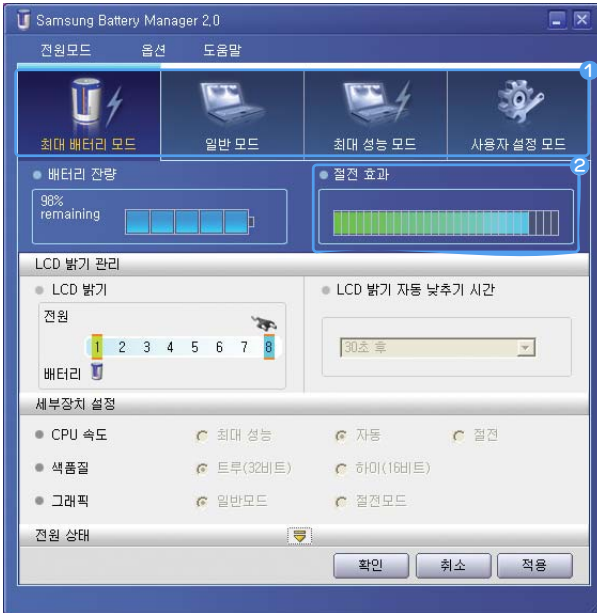 Samsung Battery Manager 2.0
전원모드 옵션 도움말
1
최대 배터리 모드 일반 모드 최대 성능 모드 사용자 설정 모드
2
배터리 잔량 절전 효과
98%
remaining
LCD 밝기 관리
LCD 밝기 LCD 밝기 자동 낮추기 시간
전원
1 2 3 4 5 6 7 8
30초 후
배터리
세부장치 설정
CPU 속도 최대 성능 자동 절전
색품질 트루(32비트) 하이(16비트)
그래픽 일반모드 절전모드
전원 상태
확인 취소 적용